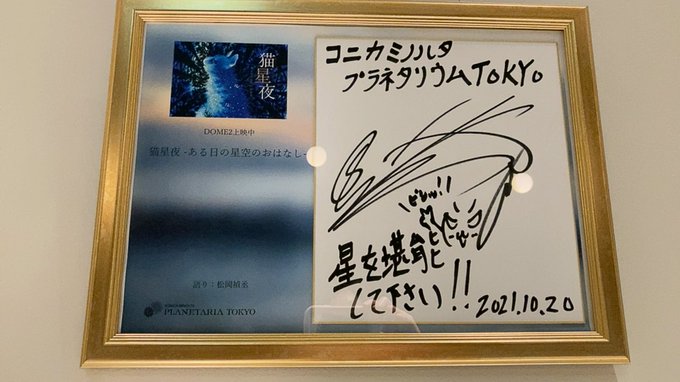 猫
星
夜
DOME2上映中
猫星夜 -ある日の星空のおはなし-
語り：松岡禎丞
PLANETARIA TOKYO
コニカミノルタ
プラネタリウムTOKYO
星を堪能
して下さい!!
2021.10.20